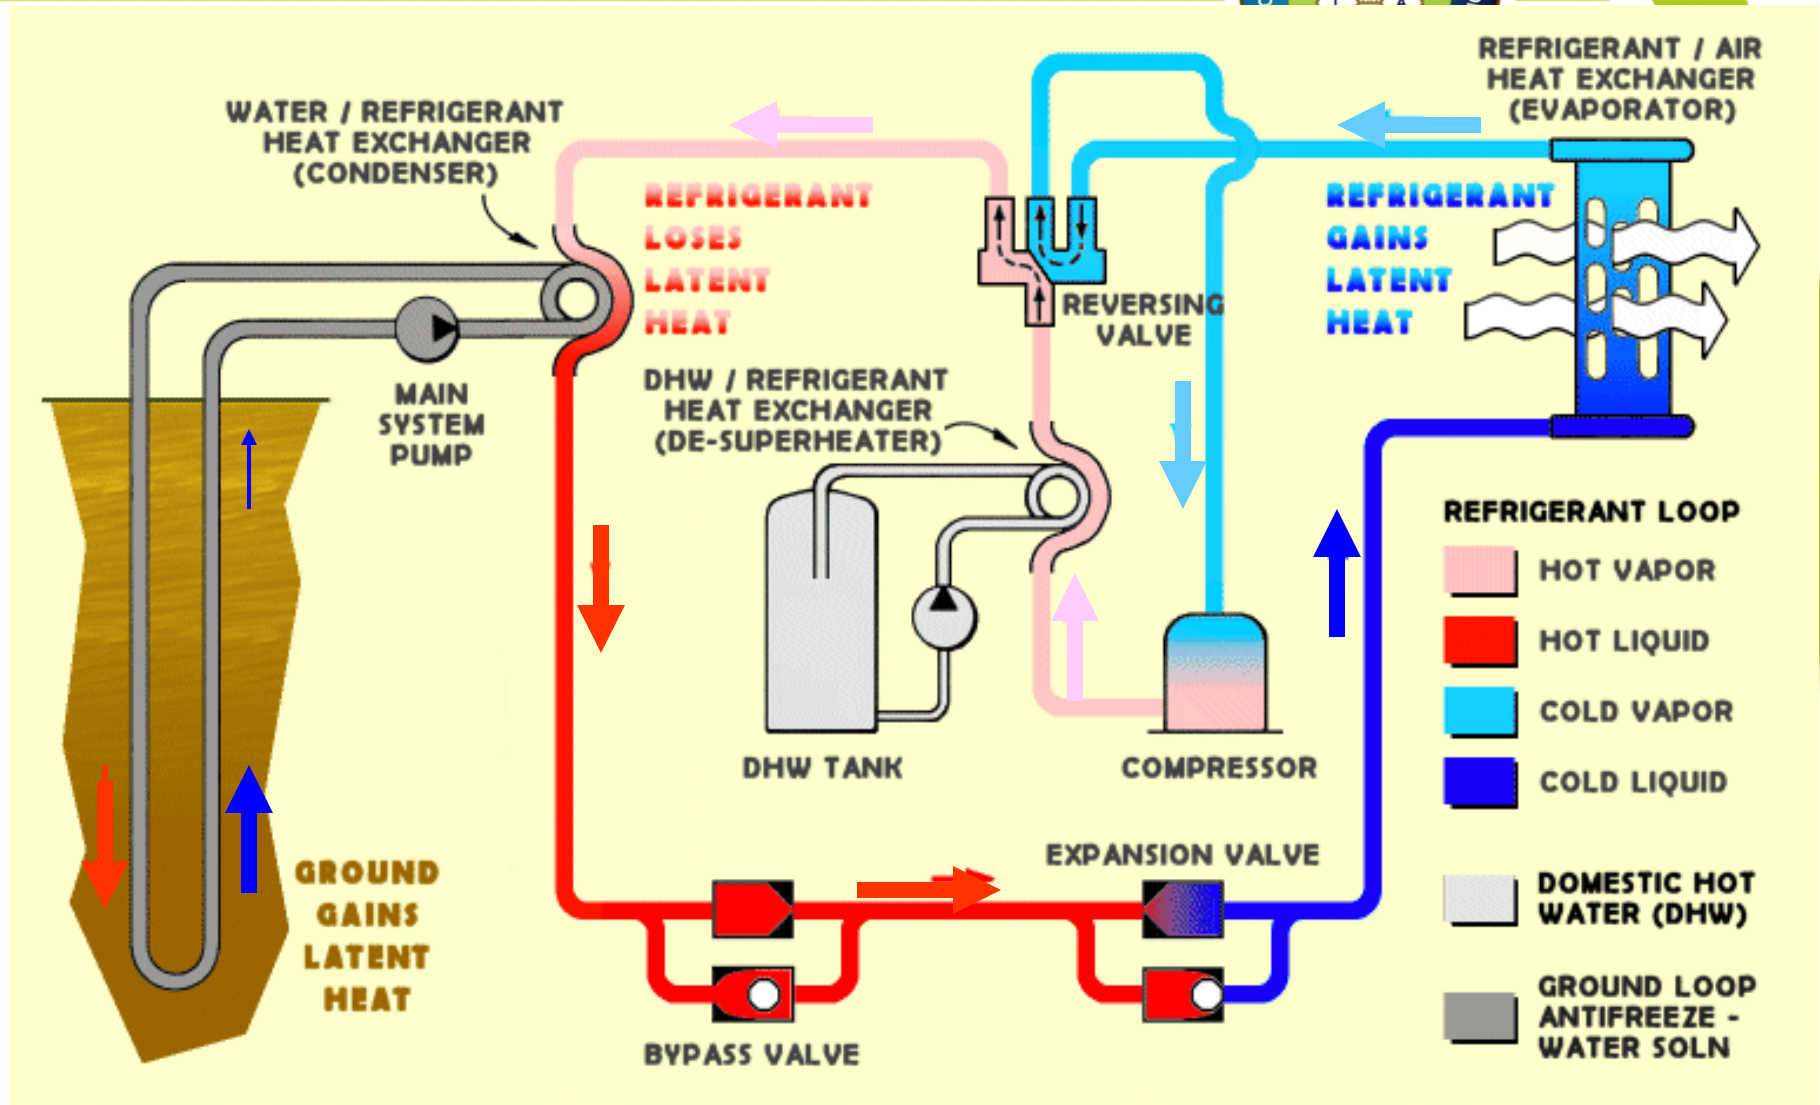 REFRIGERANT / AIR
HEAT EXCHANGER
(EVAPORATOR)
WATER / REFRIGERANT
HEAT EXCHANGER
(CONDENSER)
REFRIGERANT
LOSES
LATENT
HEAT
REFRIGERANT
GAINS
LATENT
HEAT
REVERSING
VALVE
MAIN
SYSTEM
PUMP
DHW / REFRIGERANT
HEAT EXCHANGER
(DE-SUPERHEATER)
REFRIGERANT LOOP
HOT VAPOR
HOT LIQUID
COLD VAPOR
COLD LIQUID
DHW TANK
COMPRESSOR
EXPANSION VALVE
GROUND
GAINS
LATENT
HEAT
BYPASS VALVE
DOMESTIC HOT
WATER (DHW)
GROUND LOOP
ANTIFREEZE -
WATER SOLN